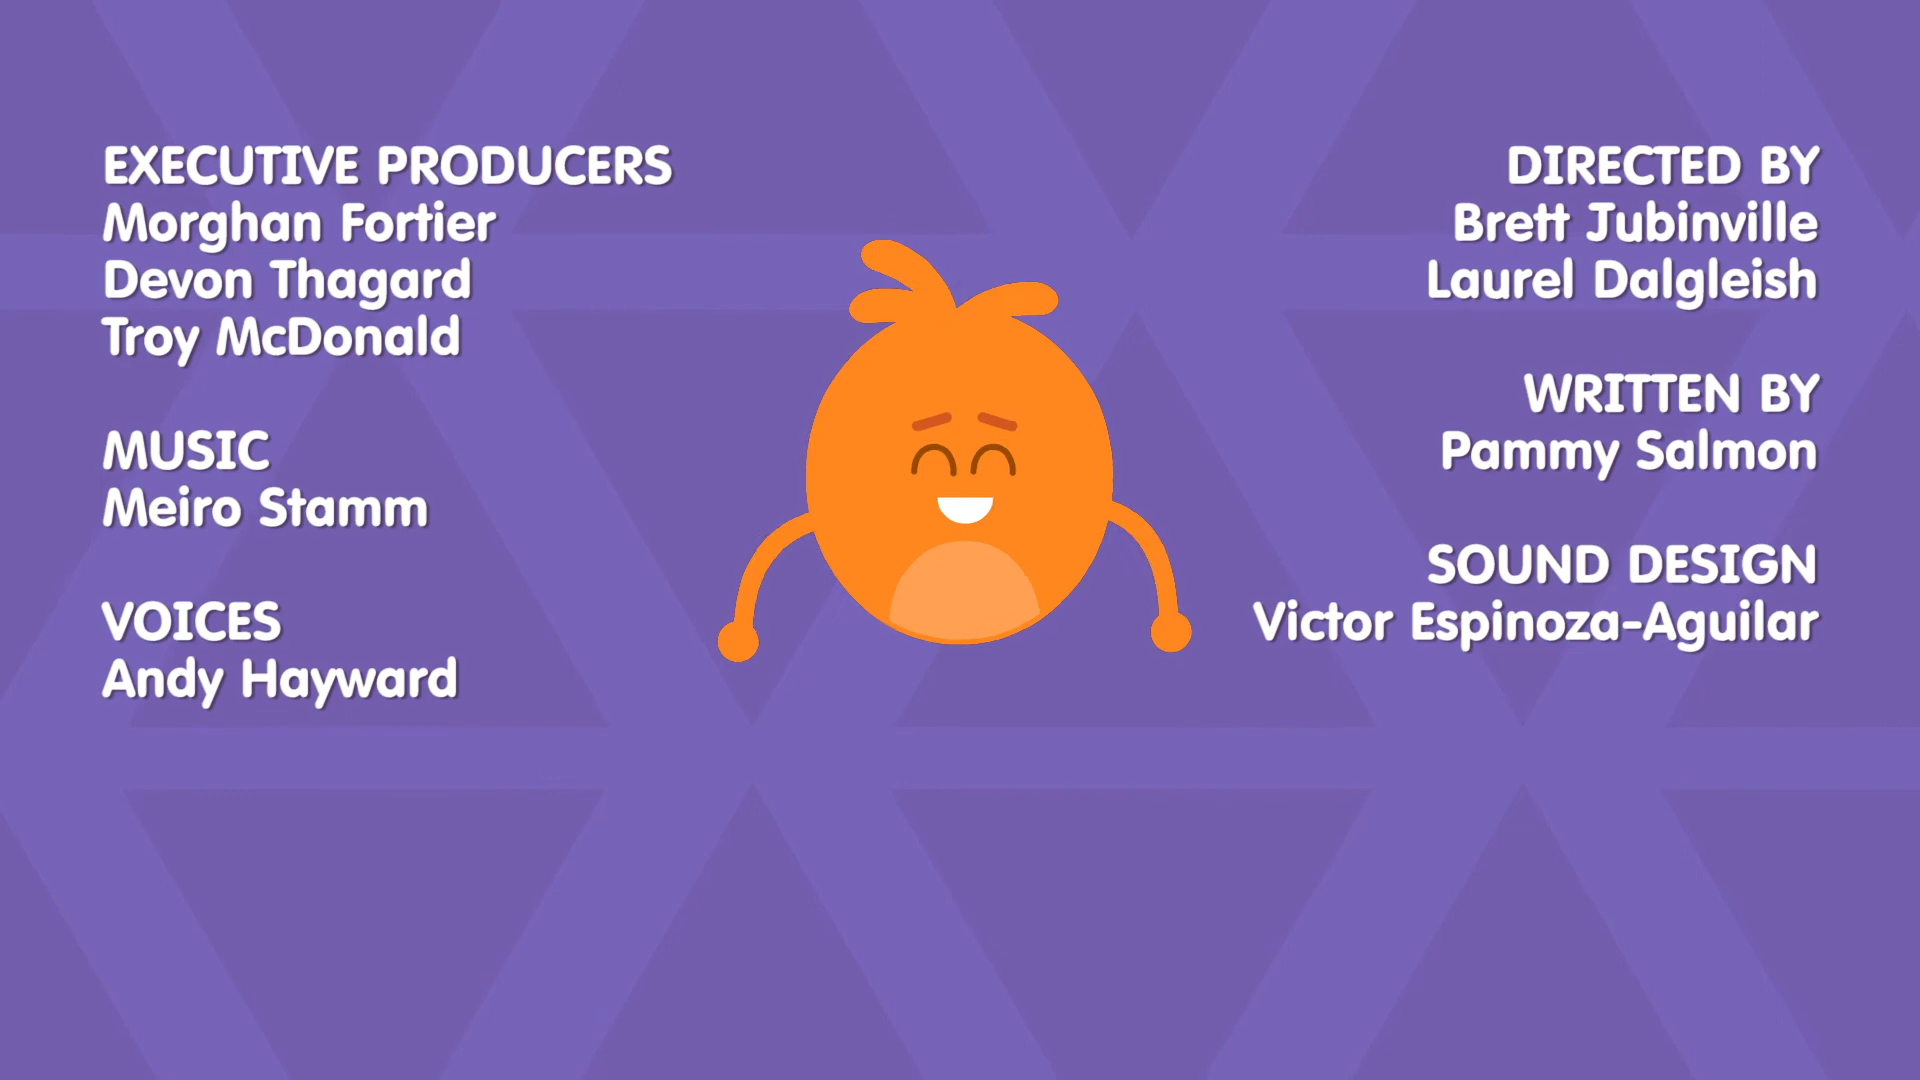 EXECUTIVE PRODUCERS
Morghan Fortier
Devon Thagard
Troy McDonald
MUSIC
Meiro Stamm
VOICES
Andy Hayward
DIRECTED BY
Brett Jubinville
Laurel Dalgleish
WRITTEN BY
Pammy Salmon
SOUND DESIGN
Victor Espinoza-Aguilar